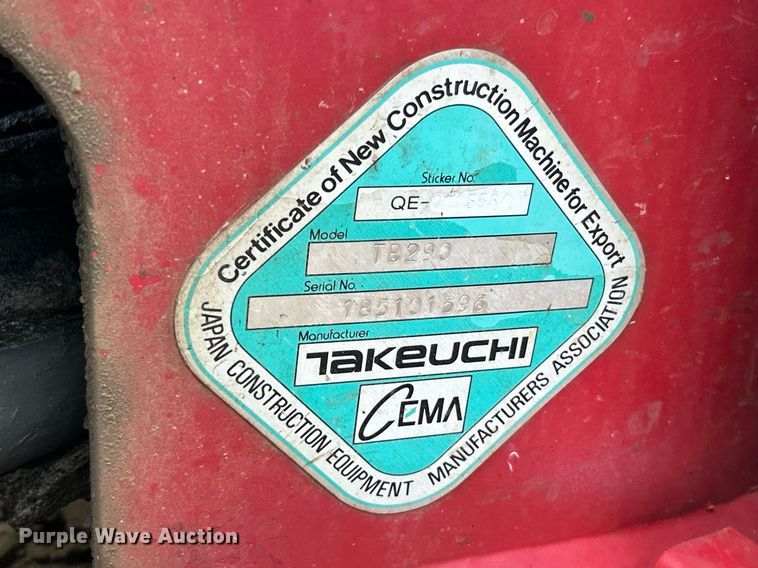 Certificate of New Construction Machine for Export
Sticker No.
QE-
Model
TB290
Serial No.
185101596
Manufacturer
TAKEUCHI
CEMA
JAPAN CONSTRUCTION EQUIPMENT MANUFACTURERS ASSOCIATION
Purple Wave Auction